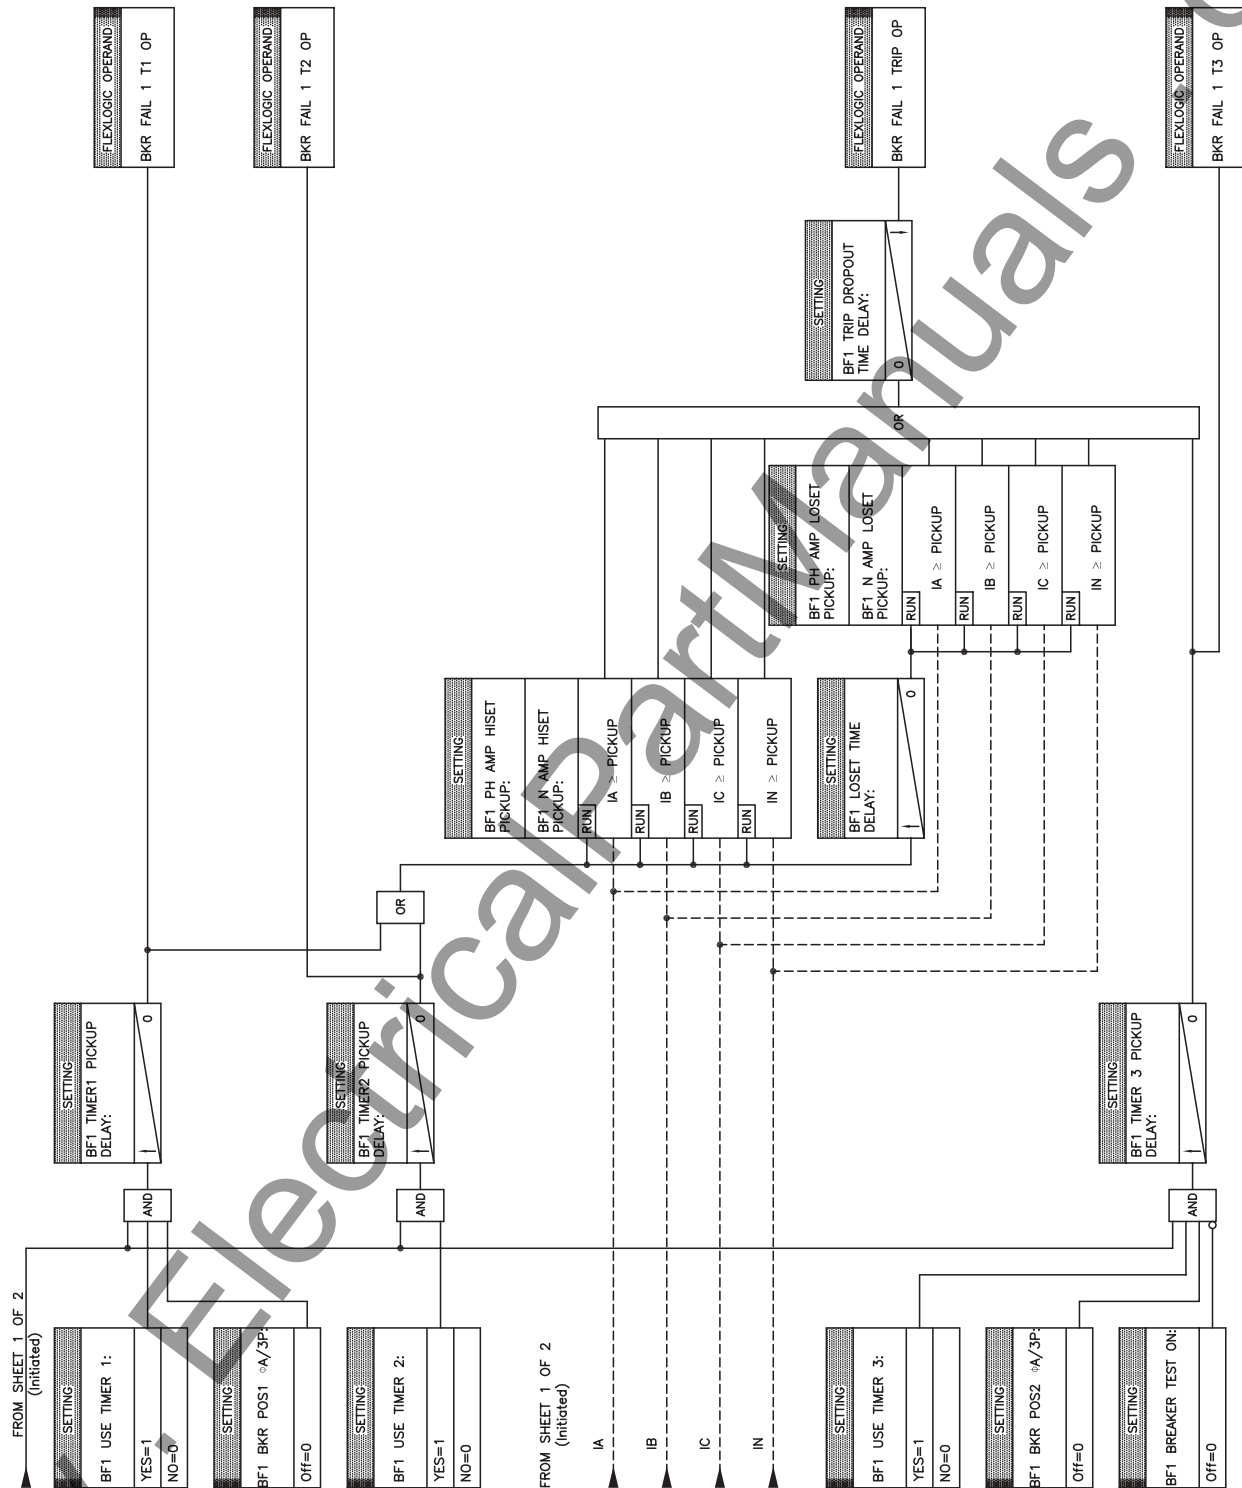 FROM SHEET 1 OF 2
(Initiated)
SETTING
BF1 USE TIMER 1:
YES=1
NO=0
SETTING
BF1 BKR POS1 ΦA/3P:
Off=0
SETTING
BF1 USE TIMER 2:
YES=1
NO=0
FROM SHEET 1 OF 2
(Initiated)
IA
IB
IC
IN
SETTING
BF1 USE TIMER 3:
YES=1
NO=0
SETTING
BF1 BKR POS2 ΦA/3P:
Off=0
SETTING
BF1 BREAKER TEST ON:
Off=0
AND
AND
AND
SETTING
BF1 TIMER1 PICKUP
DELAY:
0
SETTING
BF1 TIMER2 PICKUP
DELAY:
0
SETTING
BF1 TIMER 3 PICKUP
DELAY:
0
OR
SETTING
BF1 PH AMP HISET
PICKUP:
BF1 N AMP HISET
PICKUP:
RUN
IA ≥ PICKUP
RUN
IB ≥ PICKUP
RUN
IC ≥ PICKUP
RUN
IN ≥ PICKUP
SETTING
BF1 LOSET TIME
DELAY:
0
SETTING
BF1 PH AMP LOSET
PICKUP:
BF1 N AMP LOSET
PICKUP:
RUN
IA ≥ PICKUP
RUN
IB ≥ PICKUP
RUN
IC ≥ PICKUP
RUN
IN ≥ PICKUP
OR
SETTING
BF1 TRIP DROPOUT
TIME DELAY:
0
FLEXLOGIC OPERAND
BKR FAIL 1 T1 OP
FLEXLOGIC OPERAND
BKR FAIL 1 T2 OP
FLEXLOGIC OPERAND
BKR FAIL 1 TRIP OP
FLEXLOGIC OPERAND
BKR FAIL 1 T3 OP
. ElectricalPartManuals .